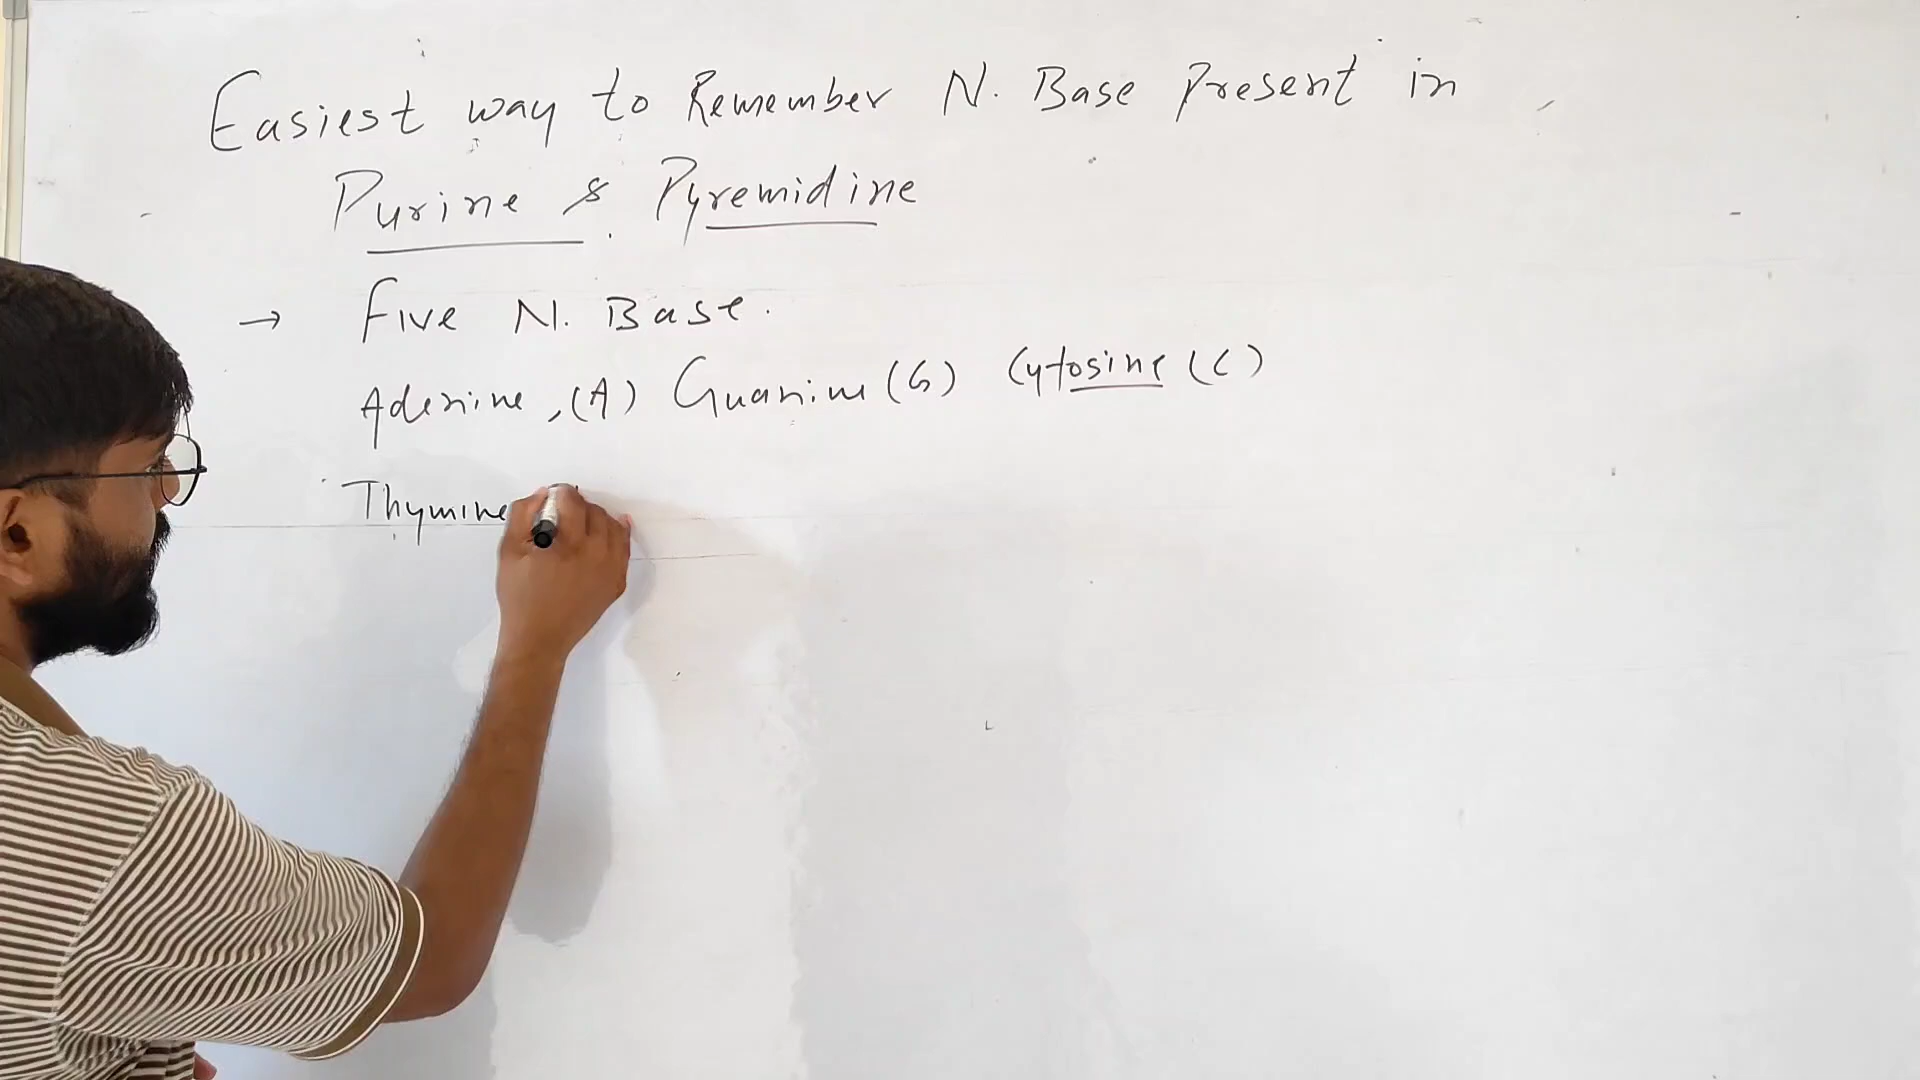 Easiest way to Remember N. Base Present in
Purine & Pyremidine
→ Five N. Base.
Adenine, (A) Guanine (G) Cytosine (C)
Thymine